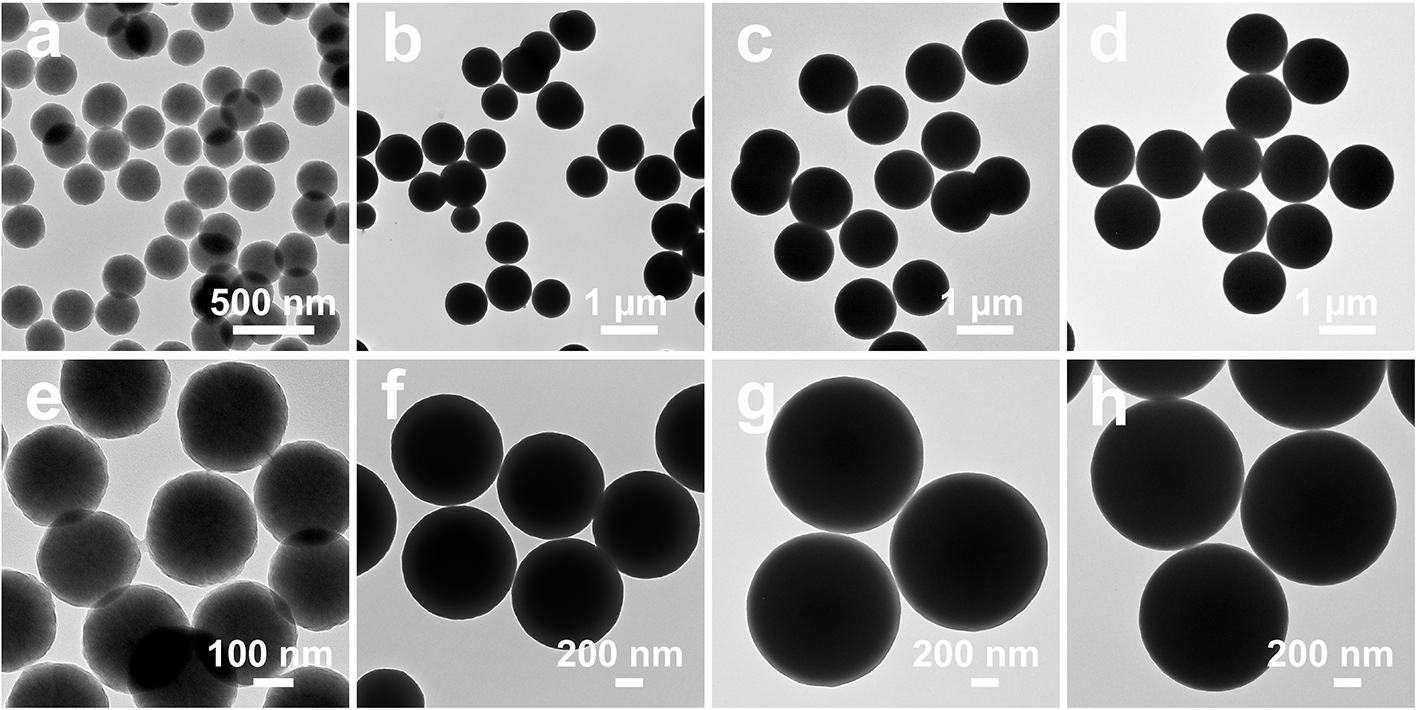 a
b
c
d
500 nm
1 µm
1 µm
1 µm
e
f
g
h
100 nm
200 nm
200 nm
200 nm